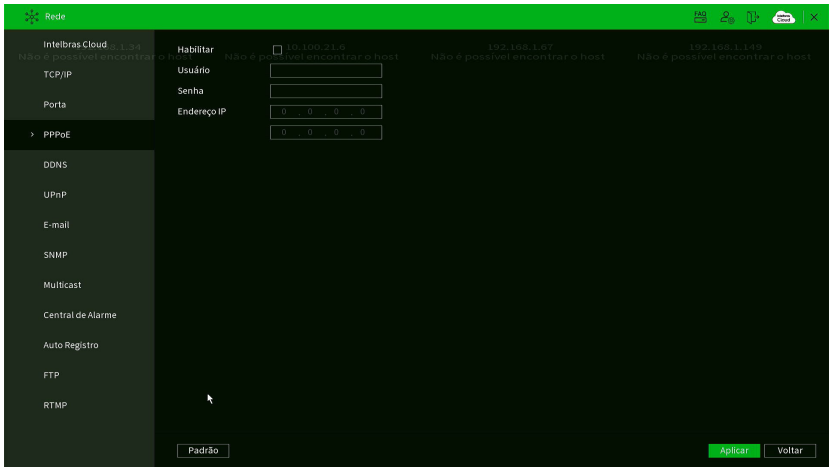 Rede
FAQ
Cloud
Intelbras Cloud
10.100.21.6
192.168.1.67
192.168.1.149
Não é possível encontrar o host
Não é possível encontrar o host
Não é possível encontrar o host
Não é possível encontrar o host
Habilitar
Usuário
Senha
Endereço IP
0 . 0 . 0 . 0
0 . 0 . 0 . 0
TCP/IP
Porta
PPPoE
DDNS
UPnP
E-mail
SNMP
Multicast
Central de Alarme
Auto Registro
FTP
RTMP
Padrão
Aplicar
Voltar